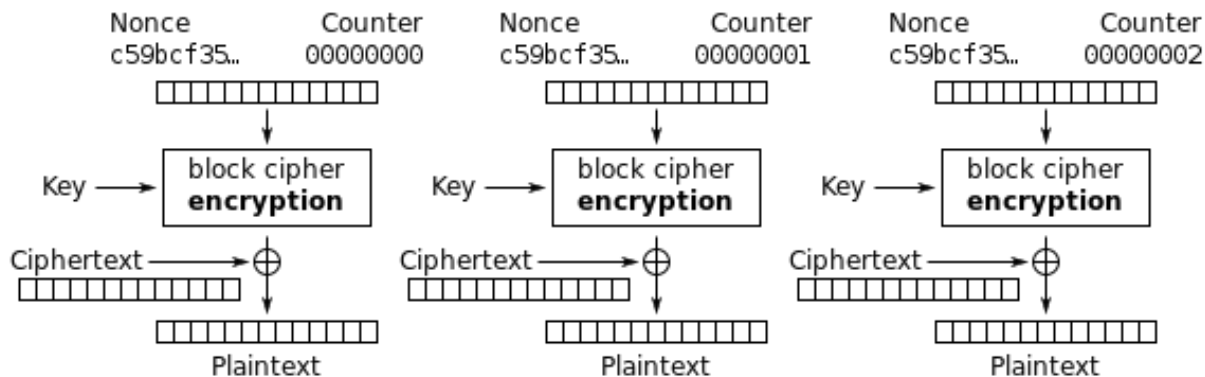 Nonce Counter
c59bcf35… 00000000
block cipher
encryption
Key
Ciphertext
Plaintext
Nonce Counter
c59bcf35… 00000001
block cipher
encryption
Key
Ciphertext
Plaintext
Nonce Counter
c59bcf35… 00000002
block cipher
encryption
Key
Ciphertext
Plaintext